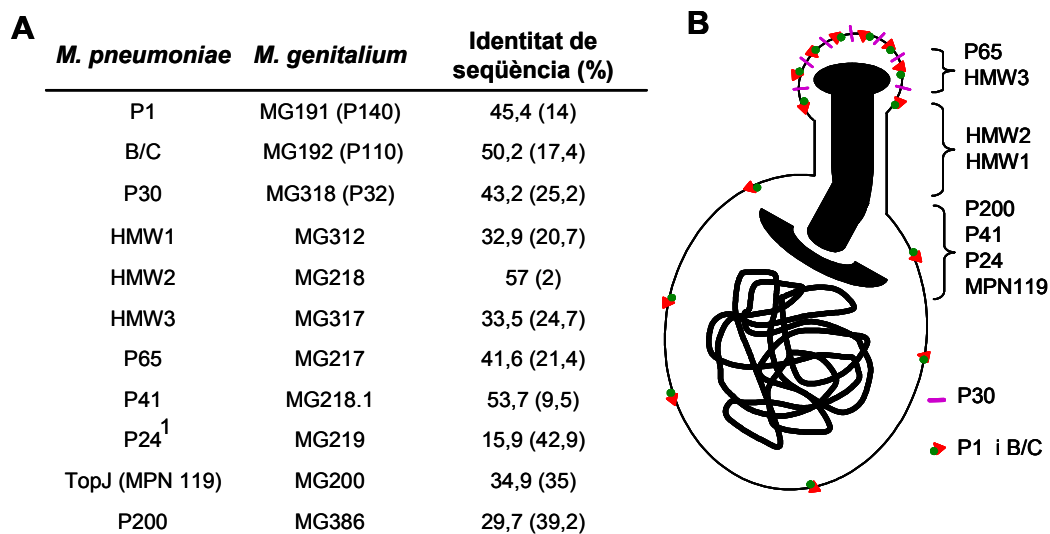 A
M. pneumoniae M. genitalium Identitat de
seqüència (%)
P1 MG191 (P140) 45,4 (14)
B/C MG192 (P110) 50,2 (17,4)
P30 MG318 (P32) 43,2 (25,2)
HMW1 MG312 32,9 (20,7)
HMW2 MG218 57 (2)
HMW3 MG317 33,5 (24,7)
P65 MG217 41,6 (21,4)
P41 MG218.1 53,7 (9,5)
P24¹ MG219 15,9 (42,9)
TopJ (MPN 119) MG200 34,9 (35)
P200 MG386 29,7 (39,2)
B
P65
HMW3
HMW2
HMW1
P200
P41
P24
MPN119
P30
P1 i B/C